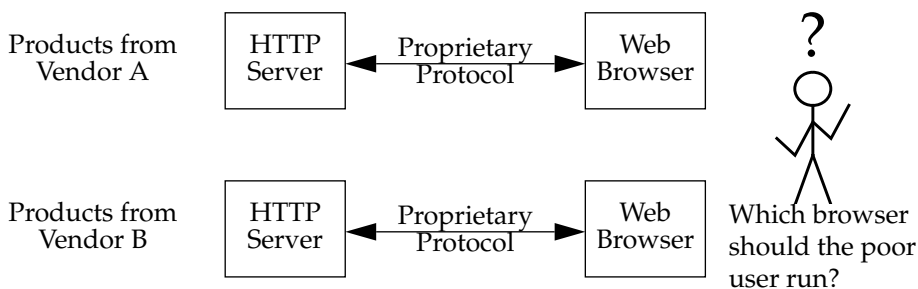 Products from
Vendor A
HTTP
Server
Proprietary
Protocol
Web
Browser
?
Products from
Vendor B
HTTP
Server
Proprietary
Protocol
Web
Browser
Which browser
should the poor
user run?